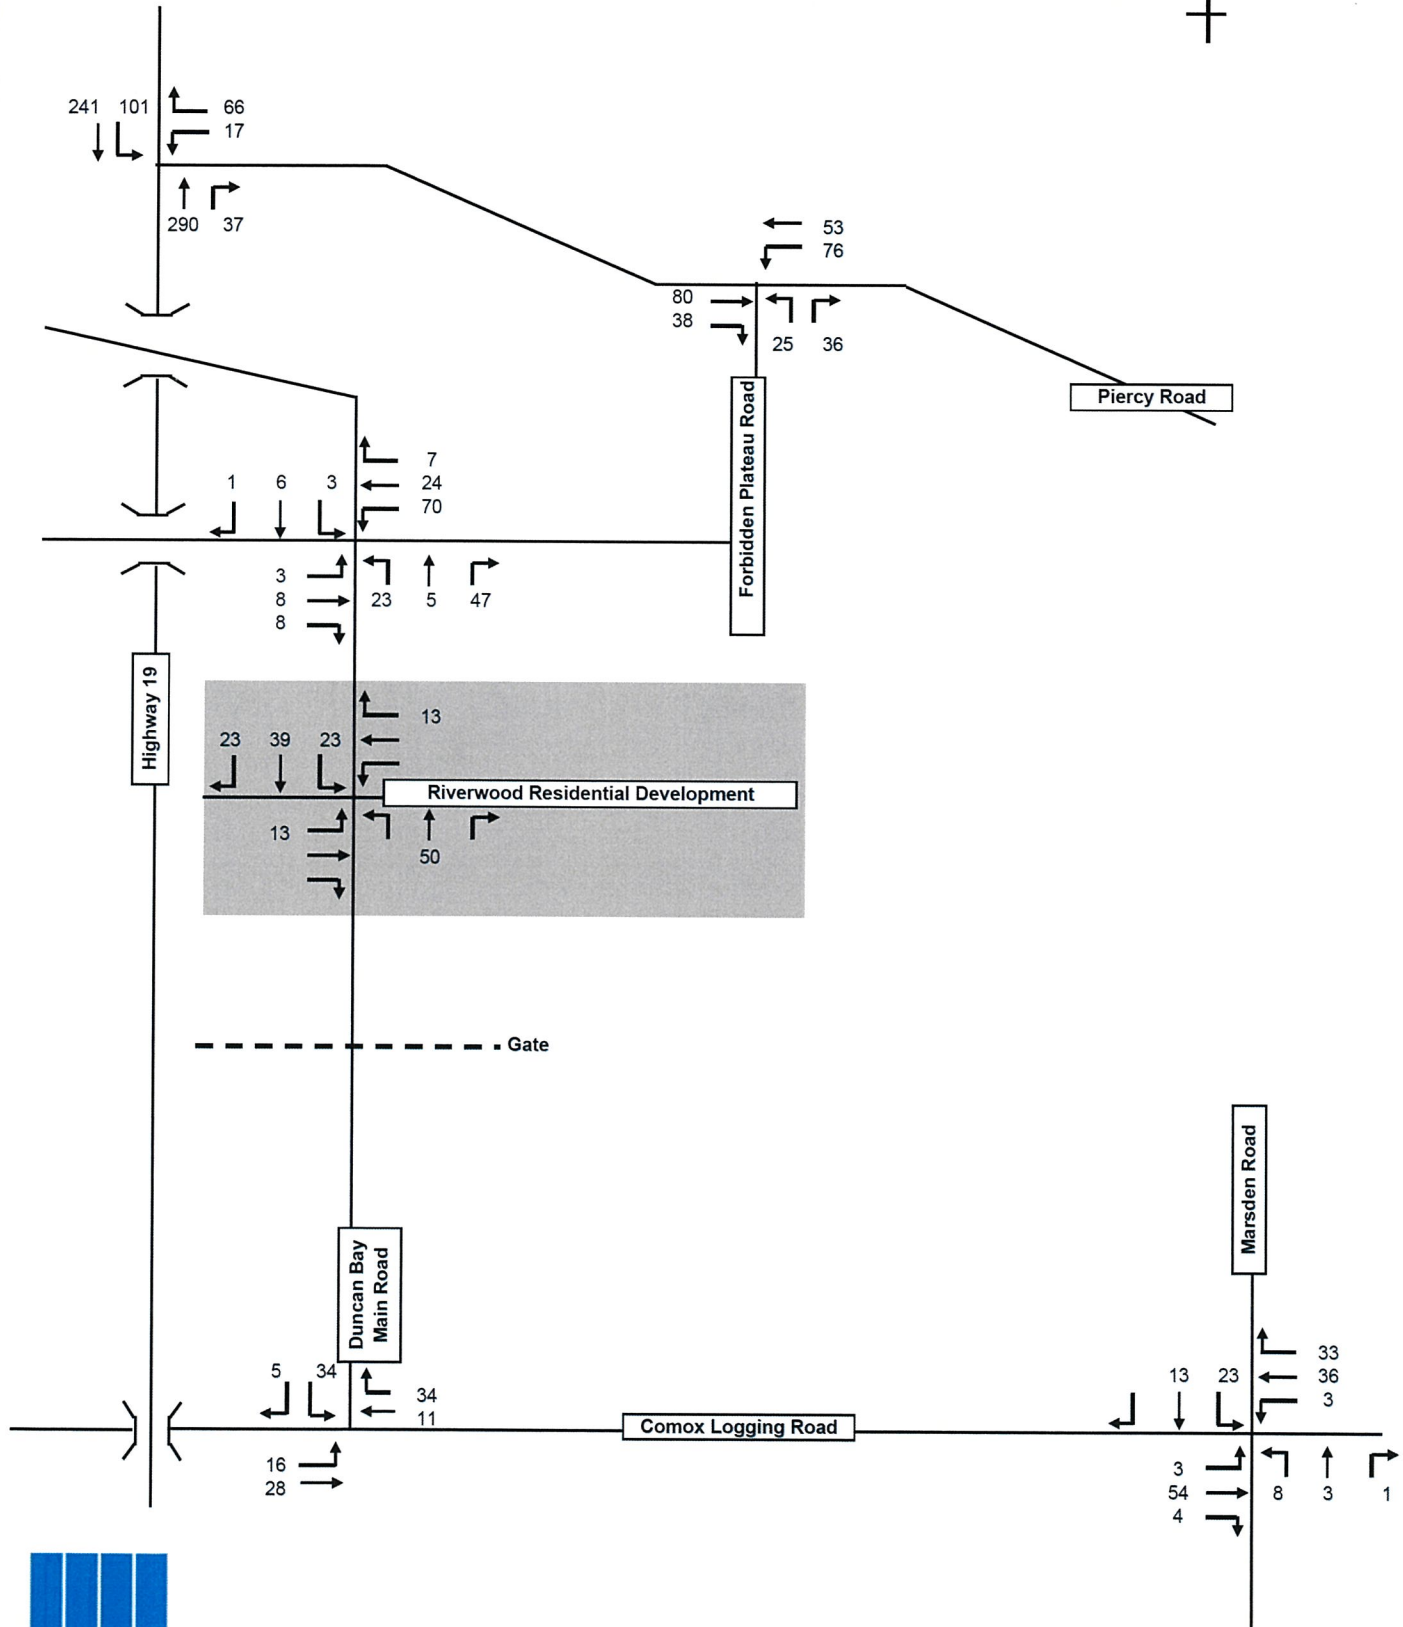 241 101
66
17
290 37
53
76
80
38
25 36
Piercy Road
Forbidden Plateau Road
7
24
70
1 6 3
3
8
8
23 5 47
Highway 19
13
23 39 23
Riverwood Residential Development
13
50
Gate
Duncan Bay
Main Road
Marsden Road
5 34
34
11
Comox Logging Road
16
28
13 23
33
36
3
3
54
4
8 3 1